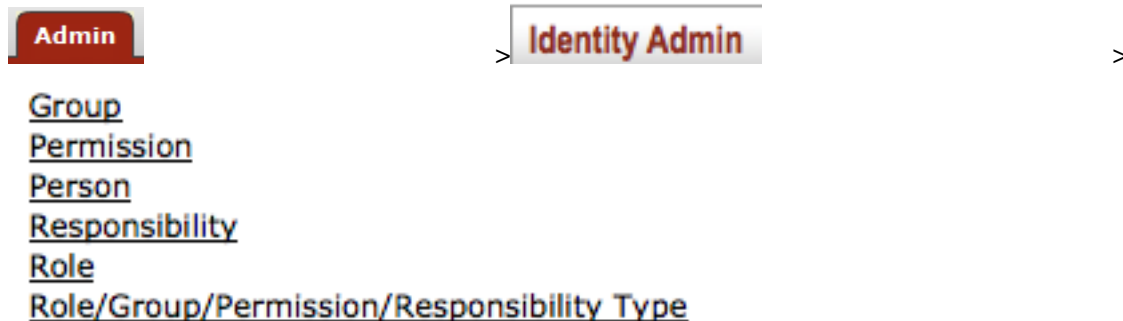 Admin > Identity Admin >
Group
Permission
Person
Responsibility
Role
Role/Group/Permission/Responsibility Type